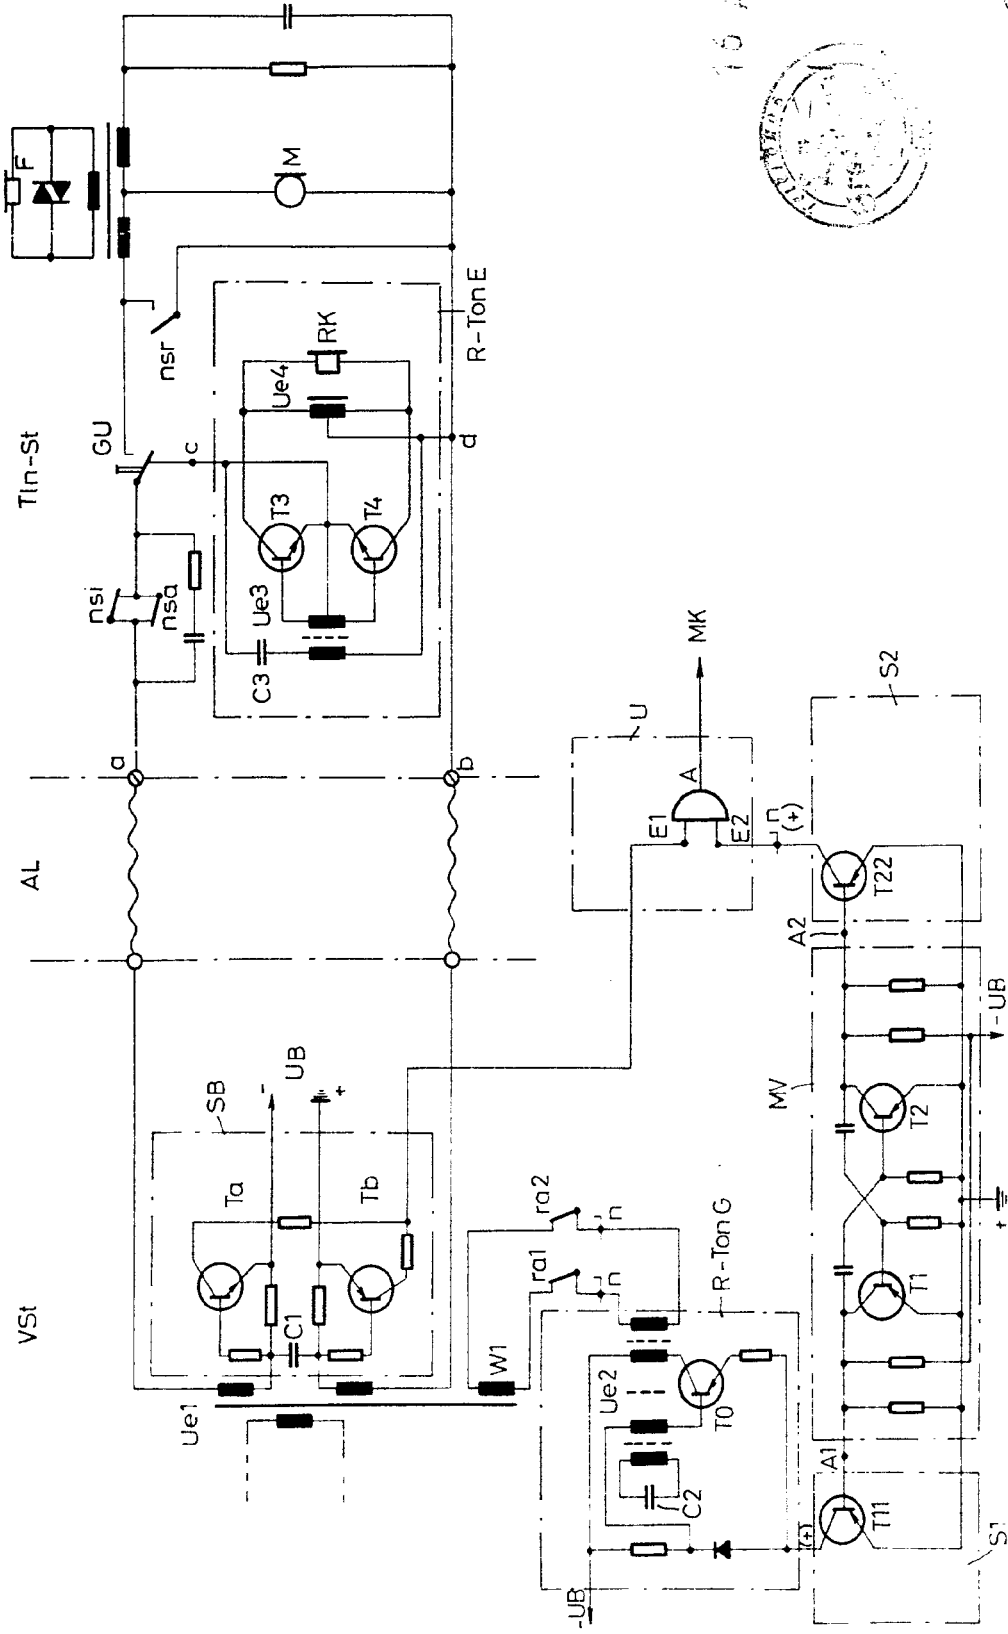 VSt
AL
Tln-St
Ue1
SB
Ta
Tb
C1
UB
-
+
a
b
nsi
nsa
GU
c
nsr
F
M
C3
Ue3
T3
T4
Ue4
RK
d
R-Ton E
W1
ra1
ra2
n
n
R-Ton G
-UB
Ue2
C2
T0
(+)
U
E1
E2
A
MK
n
(+)
S1
T11
A1
MV
T1
T2
+
-UB
A2
T22
S2
16